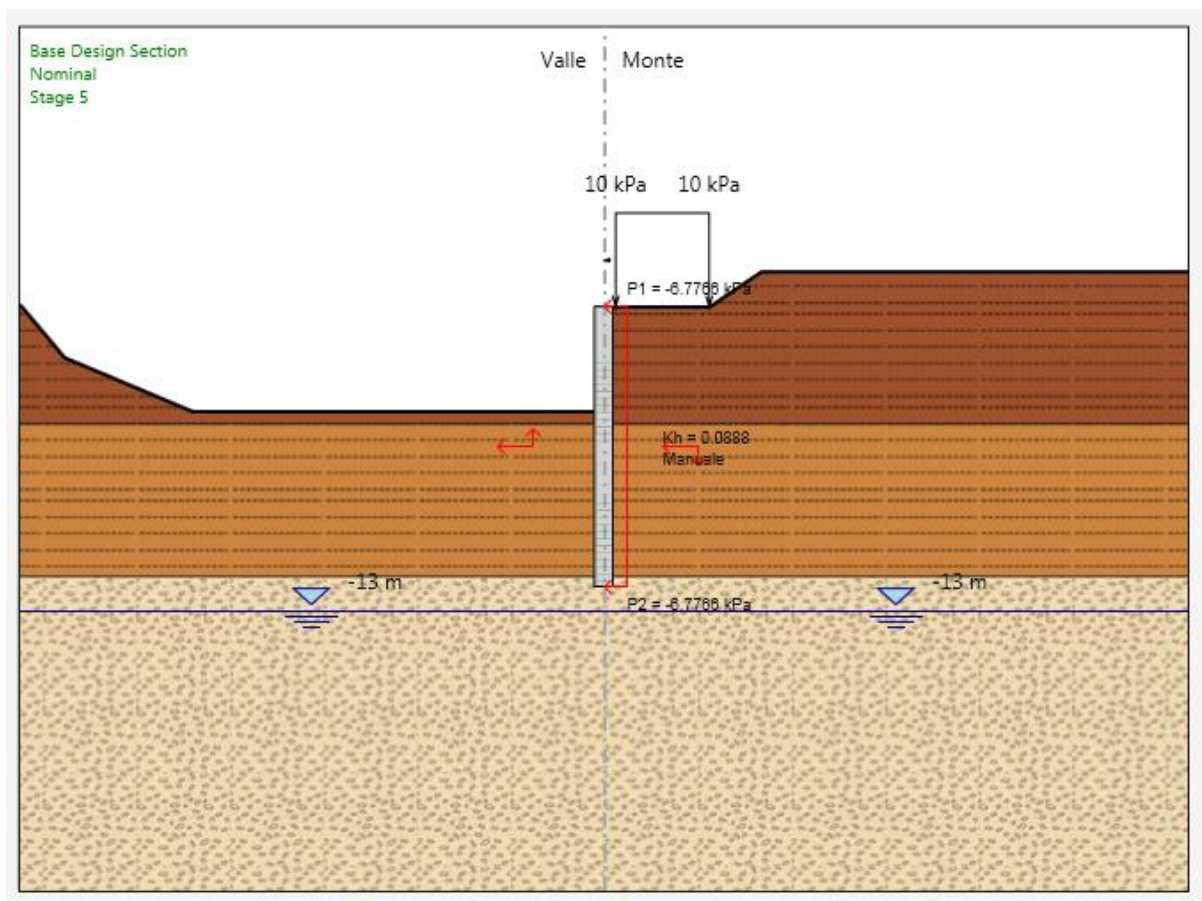 Base Design Section
Nominal
Stage 5
Valle Monte
10 kPa 10 kPa
P1 = -6.7766 kPa
Kh = 0.0888
Manuale
-13 m -13 m
P2 = -6.7766 kPa